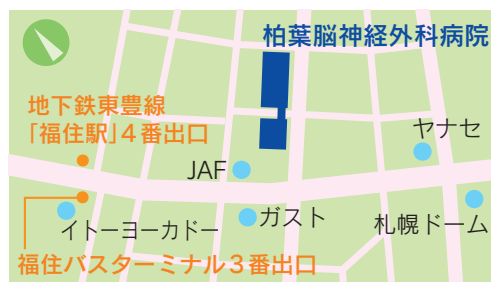 柏葉脳神経外科病院
地下鉄東豊線
「福住駅」４番出口
ヤナセ
JAF
イトーヨーカドー
ガスト
札幌ドーム
福住バスターミナル３番出口